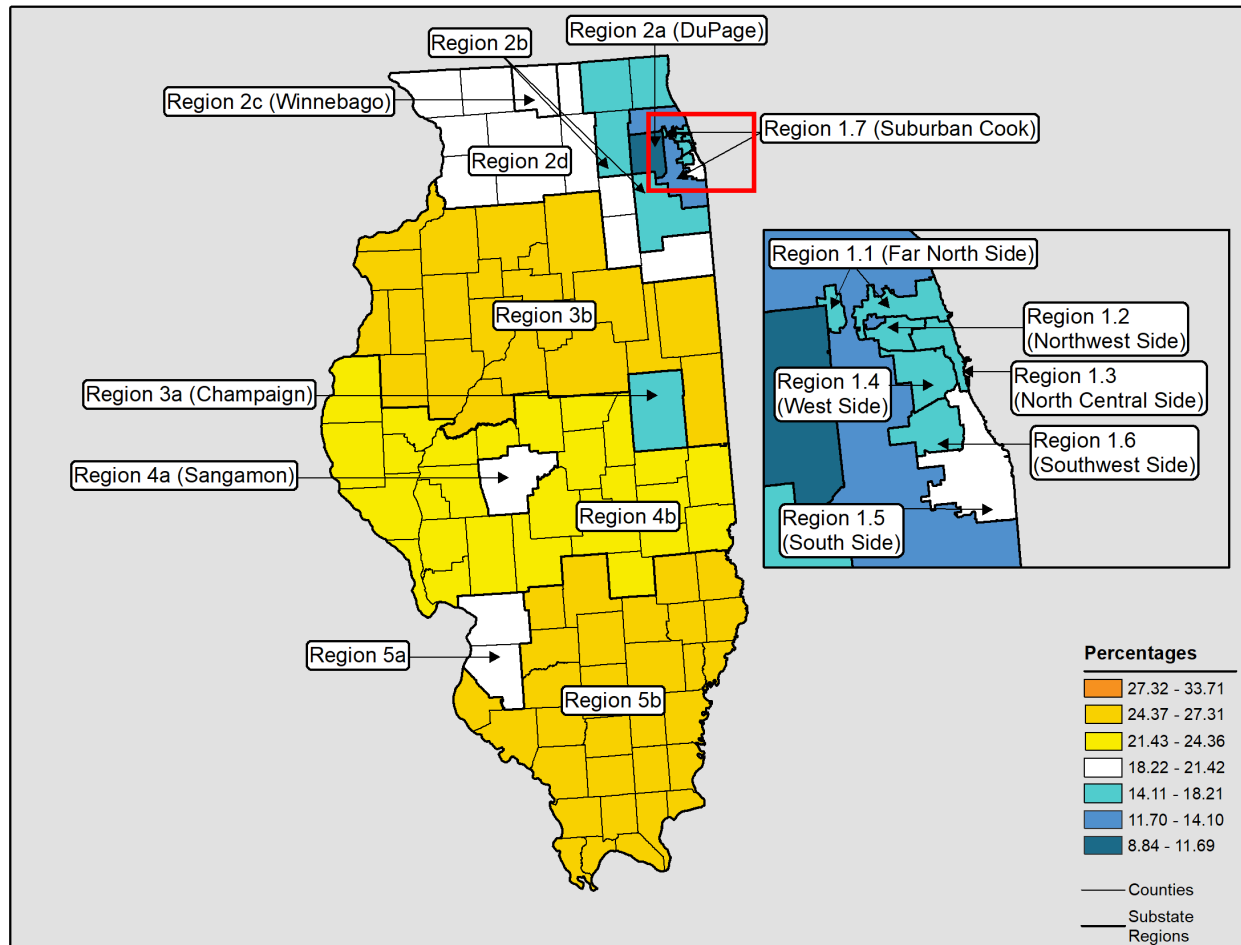 Region 2a (DuPage)
Region 2b
Region 2c (Winnebago)
Region 1.7 (Suburban Cook)
Region 2d
Region 1.1 (Far North Side)
Region 3b
Region 1.2
(Northwest Side)
Region 3a (Champaign)
Region 1.4
(West Side)
Region 1.3
(North Central Side)
Region 1.6
(Southwest Side)
Region 4a (Sangamon)
Region 4b
Region 1.5
(South Side)
Region 5a
Region 5b
Percentages
27.32 - 33.71
24.37 - 27.31
21.43 - 24.36
18.22 - 21.42
14.11 - 18.21
11.70 - 14.10
8.84 - 11.69
Counties
Substate
Regions